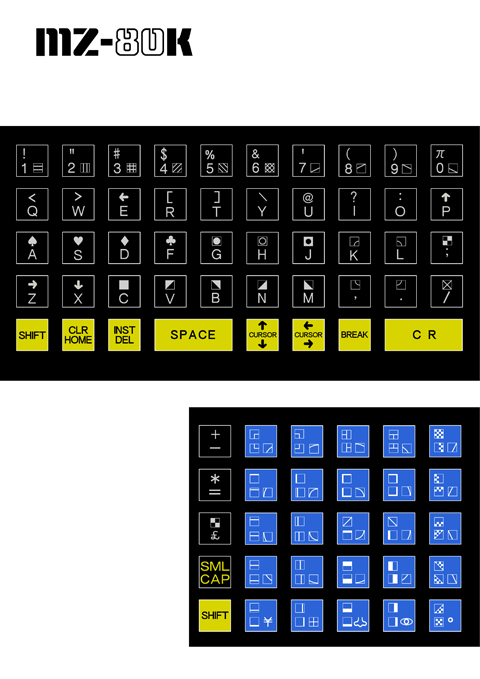 MZ-80K
! " # $ % & ' ( ) π
1 2 3 4 5 6 7 8 9 0
< > ← [ ] \ @ ? : ↑
Q W E R T Y U I O P
♠ ♥ ♦ ♣
A S D F G H J K L ;
→ ↓
Z X C V B N M , . /
SHIFT CLR HOME INST DEL SPACE ↑ CURSOR ↓ ← CURSOR → BREAK CR
+
−
*
=
£
SML
CAP
SHIFT ¥